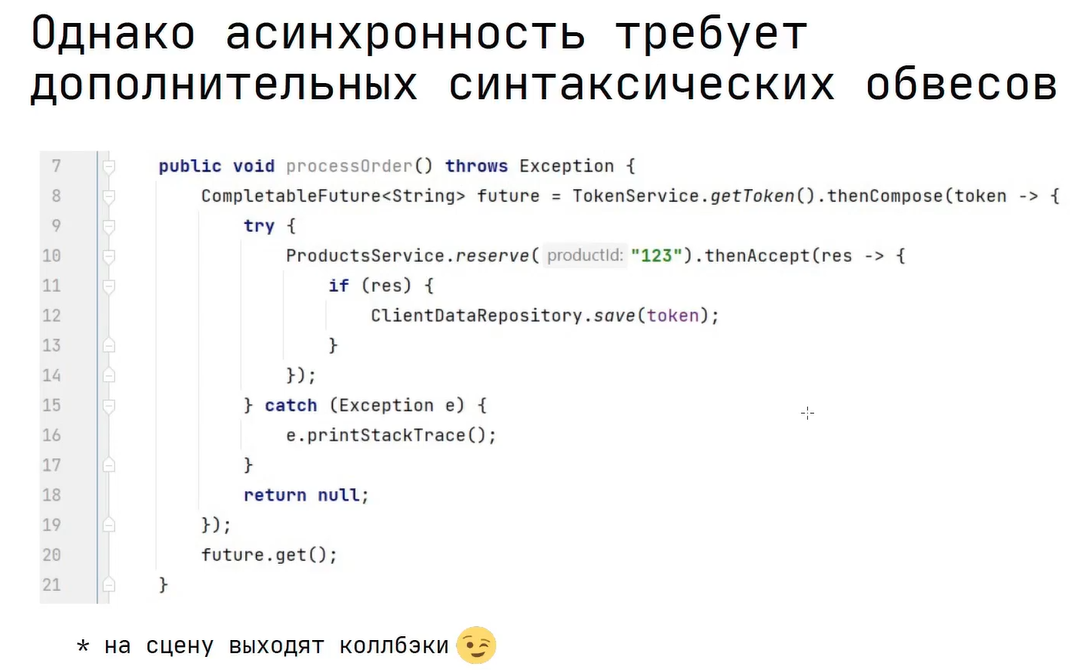 Однако асинхронность требует
дополнительных синтаксических обвесов
7 public void processOrder() throws Exception {
8 CompletableFuture<String> future = TokenService.getToken().thenCompose(token -> {
9 try {
10 ProductsService.reserve( productId: "123").thenAccept(res -> {
11 if (res) {
12 ClientDataRepository.save(token);
13 }
14 });
15 } catch (Exception e) {
16 e.printStackTrace();
17 }
18 return null;
19 });
20 future.get();
21 }
* на сцену выходят коллбэки 😉